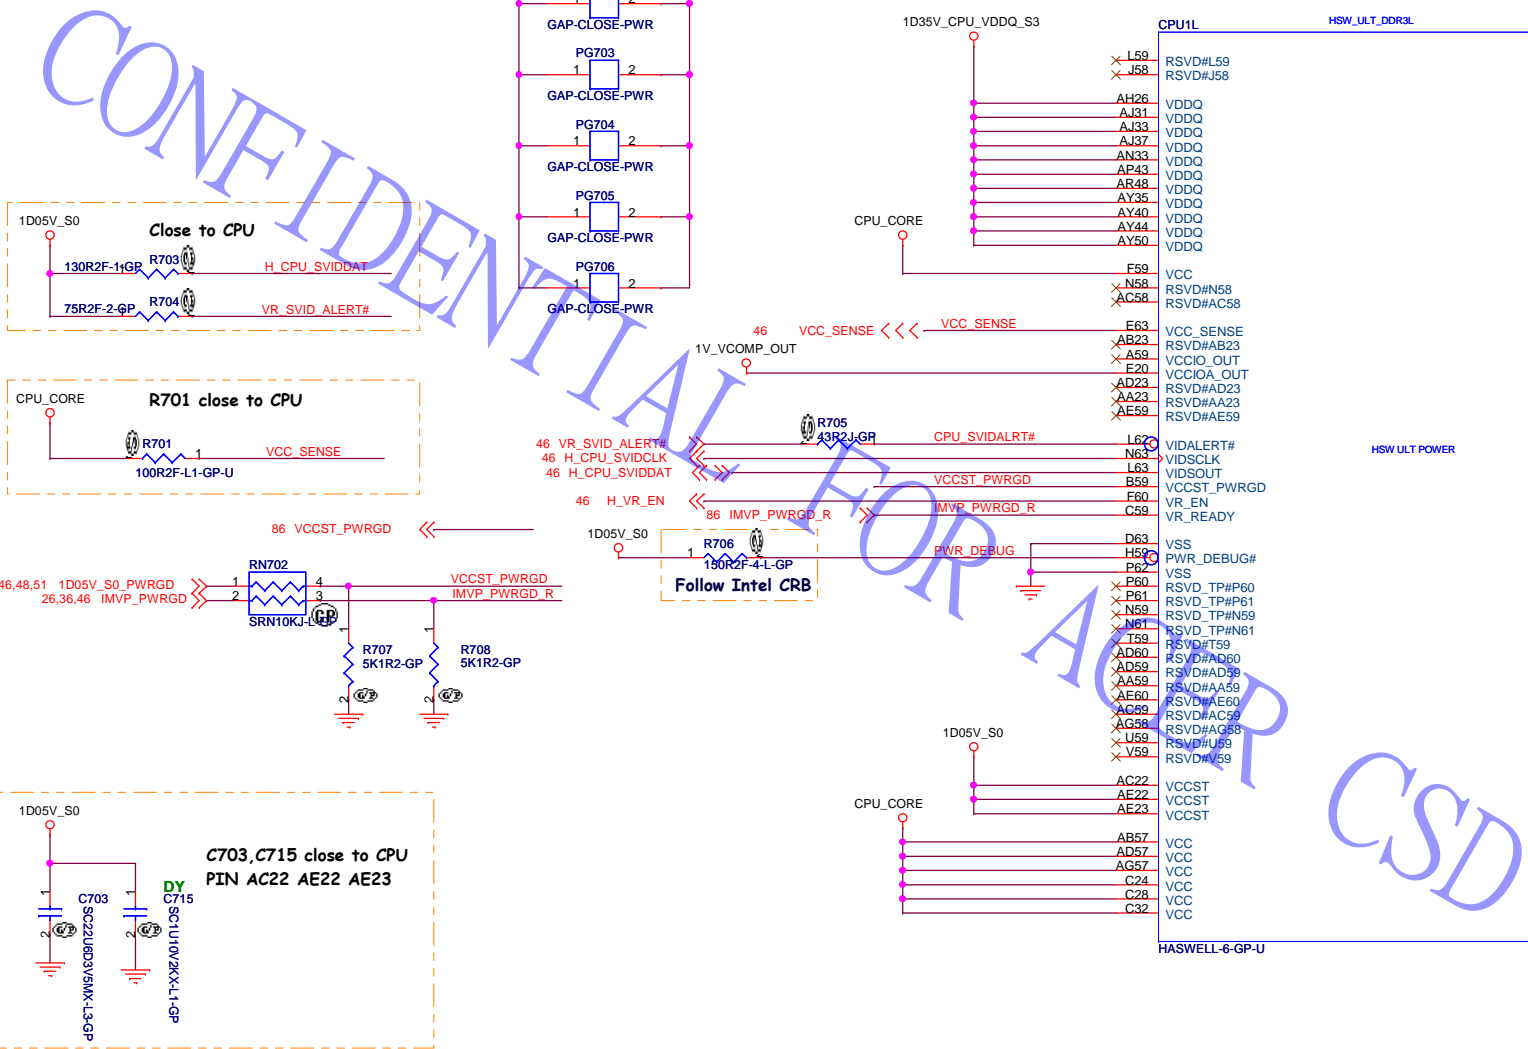 GAP-CLOSE-PWR
PG703
1 2
GAP-CLOSE-PWR
PG704
1 2
GAP-CLOSE-PWR
PG705
1 2
GAP-CLOSE-PWR
PG706
1 2
GAP-CLOSE-PWR
1D05V_S0
Close to CPU
130R2F-1-GP
R703
H_CPU_SVIDDAT
75R2F-2-GP
R704
VR_SVID_ALERT#
CPU_CORE
R701 close to CPU
R701
1
VCC_SENSE
100R2F-L1-GP-U
86 VCCST_PWRGD
46,48,51 1D05V_S0_PWRGD
26,36,46 IMVP_PWRGD
RN702
1 4
2 3
SRN10KJ-L-GP
VCCST_PWRGD
IMVP_PWRGD_R
1
R707
5K1R2-GP
2
1
R708
5K1R2-GP
2
1D05V_S0
C703,C715 close to CPU
PIN AC22 AE22 AE23
1
C703
SC22U6D3V5MX-L3-GP
2
DY
1
C715
SC1U10V2KX-L1-GP
2
1D35V_CPU_VDDQ_S3
CPU_CORE
46 VCC_SENSE
VCC_SENSE
1V_VCOMP_OUT
46 VR_SVID_ALERT#
46 H_CPU_SVIDCLK
46 H_CPU_SVIDDAT
R705
43R2J-GP
2 1
CPU_SVIDALRT#
VCCST_PWRGD
46 H_VR_EN
86 IMVP_PWRGD_R
IMVP_PWRGD_R
1D05V_S0
1
R706
150R2F-4-L-GP
PWR_DEBUG
Follow Intel CRB
1D05V_S0
CPU_CORE
CPU1L
HSW_ULT_DDR3L
L59 RSVD#L59
J58 RSVD#J58
AH26 VDDQ
AJ31 VDDQ
AJ33 VDDQ
AJ37 VDDQ
AN33 VDDQ
AP43 VDDQ
AR48 VDDQ
AY35 VDDQ
AY40 VDDQ
AY44 VDDQ
AY50 VDDQ
F59 VCC
N58 RSVD#N58
AC58 RSVD#AC58
E63 VCC_SENSE
AB23 RSVD#AB23
A59 VCCIO_OUT
E20 VCCIOA_OUT
AD23 RSVD#AD23
AA23 RSVD#AA23
AE59 RSVD#AE59
L62 VIDALERT#
N63 VIDSCLK
L63 VIDSOUT
B59 VCCST_PWRGD
F60 VR_EN
C59 VR_READY
D63 VSS
H59 PWR_DEBUG#
P62 VSS
P60 RSVD_TP#P60
P61 RSVD_TP#P61
N59 RSVD_TP#N59
N61 RSVD_TP#N61
T59 RSVD#T59
AD60 RSVD#AD60
AD59 RSVD#AD59
AA59 RSVD#AA59
AE60 RSVD#AE60
AC59 RSVD#AC59
AG58 RSVD#AG58
U59 RSVD#U59
V59 RSVD#V59
AC22 VCCST
AE22 VCCST
AE23 VCCST
AB57 VCC
AD57 VCC
AG57 VCC
C24 VCC
C28 VCC
C32 VCC
HSW ULT POWER
HASWELL-6-GP-U
CONFIDENTIAL FOR ACER CSD